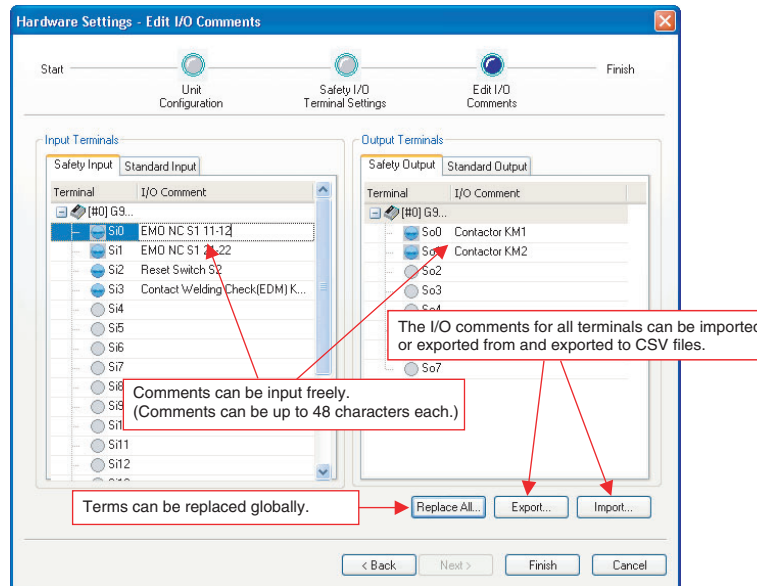 Hardware Settings - Edit I/O Comments
Start
Unit
Configuration
Safety I/O
Terminal Settings
Edit I/O
Comments
Finish
Input Terminals
Safety Input
Standard Input
Terminal
I/O Comment
[#0] G9...
Si0 EMO NC S1 11-12
Si1 EMO NC S1 21-22
Si2 Reset Switch S2
Si3 Contact Welding Check(EDM) K...
Si4
Si5
Si6
Si7
Si8
Si9
Si11
Si12
Output Terminals
Safety Output
Standard Output
Terminal
I/O Comment
[#0] G9...
So0 Contactor KM1
Contactor KM2
So2
So3
So4
So7
The I/O comments for all terminals can be imported
or exported from and exported to CSV files.
Comments can be input freely.
(Comments can be up to 48 characters each.)
Terms can be replaced globally.
Replace All...
Export...
Import...
< Back
Next >
Finish
Cancel